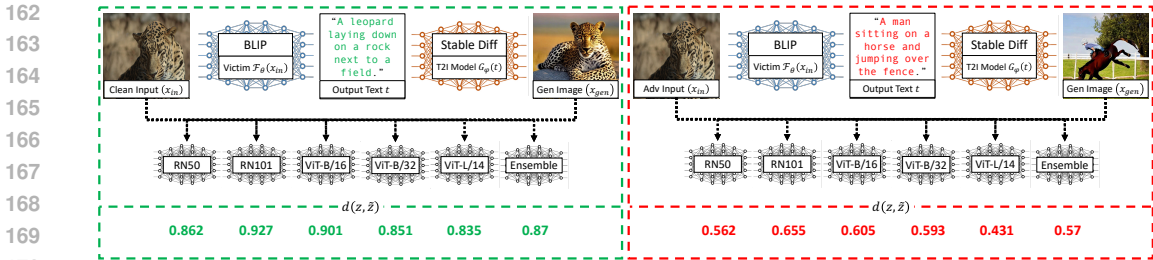 162
163
164
165
166
167
168
169
BLIP
Victim ℱ_θ(x_in)
Clean Input (x_in)
"A leopard
laying down
on a rock
next to a
field."
Output Text t
Stable Diff
T2I Model G_φ(t)
Gen Image (x_gen)
RN50 RN101 ViT-B/16 ViT-B/32 ViT-L/14 Ensemble
d(z, z̃)
0.862 0.927 0.901 0.851 0.835 0.87
BLIP
Victim ℱ_θ(x_in)
Adv Input (x_in)
"A man
sitting on a
horse and
jumping over
the fence."
Output Text t
Stable Diff
T2I Model G_φ(t)
Gen Image (x_gen)
RN50 RN101 ViT-B/16 ViT-B/32 ViT-L/14 Ensemble
d(z, z̃)
0.562 0.655 0.605 0.593 0.431 0.57